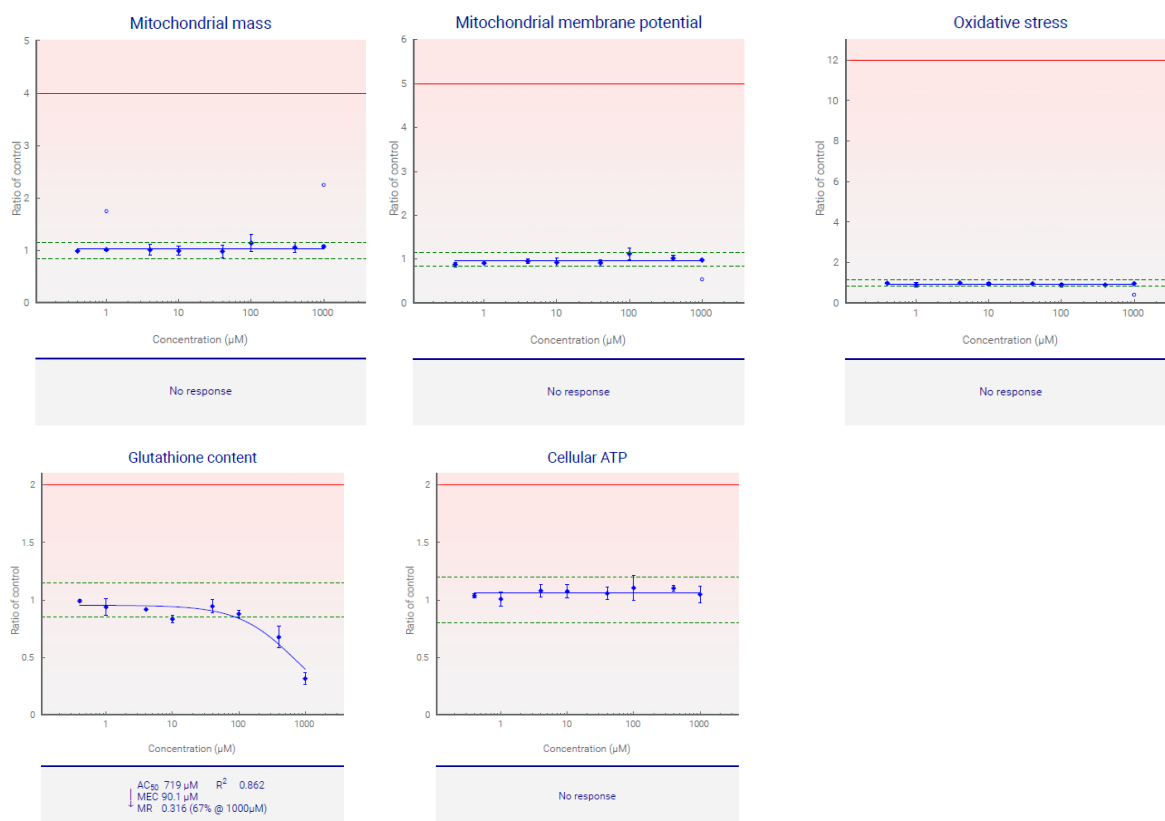 Mitochondrial mass
5
4
3
2
1
0
Ratio of control
1
10
100
1000
Concentration (µM)
No response
Mitochondrial membrane potential
6
5
4
3
2
1
0
Ratio of control
1
10
100
1000
Concentration (µM)
No response
Oxidative stress
12
10
8
6
4
2
0
Ratio of control
1
10
100
1000
Concentration (µM)
No response
Glutathione content
2
1.5
1
0.5
0
Ratio of control
1
10
100
1000
Concentration (µM)
AC50 719 µM R2 0.862
↓ MEC 90.1 µM
MR 0.316 (67% @ 1000µM)
Cellular ATP
2
1.5
1
0.5
0
Ratio of control
1
10
100
1000
Concentration (µM)
No response